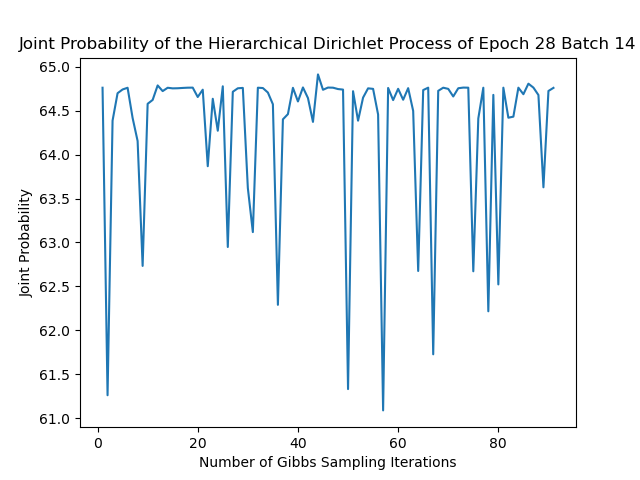 Joint Probability of the Hierarchical Dirichlet Process of Epoch 28 Batch 14
65.0
64.5
64.0
63.5
63.0
62.5
62.0
61.5
61.0
Joint Probability
0 20 40 60 80
Number of Gibbs Sampling Iterations